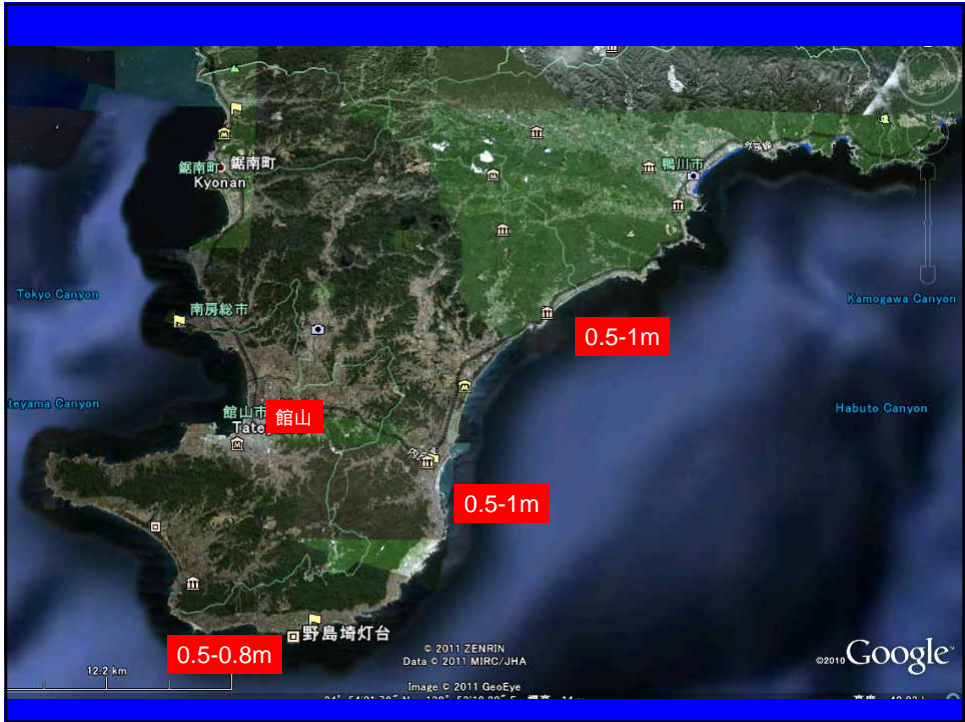 鋸南町 鋸南町
Kyonan
鴨川市
Tokyo Canyon
Kamogawa Canyon
南房総市
0.5-1m
teyama Canyon
Habuto Canyon
館山市
館山
0.5-1m
野島埼灯台
0.5-0.8m
12.2 km
© 2011 ZENRIN
Data © 2011 MIRC/JHA
Image © 2011 GeoEye
©2010 Google